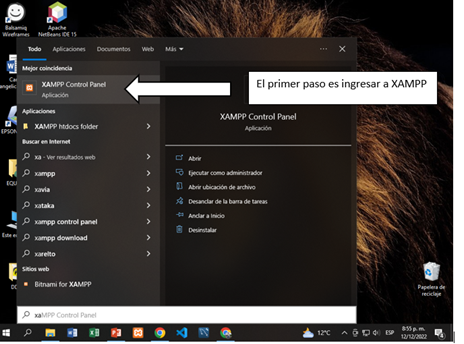 Balsamiq
Wireframes
Apache
NetBeans IDE 15
Todo Aplicaciones Documentos Web Más
Mejor coincidencia
XAMPP Control Panel
Aplicación
El primer paso es ingresar a XAMPP
XAMPP Control Panel
Aplicación
Aplicaciones
XAMPP htdocs folder
Buscar en Internet
xa - Ver resultados web
xampp
xavia
xataka
xampp control panel
xampp download
xarelto
Sitios web
Bitnami for XAMPP
Abrir
Ejecutar como administrador
Abrir ubicación de archivo
Desanclar de la barra de tareas
Anclar a Inicio
Desinstalar
Papelera de
reciclaje
xaMPP Control Panel
12°C
ESP
8:55 p. m.
12/12/2022